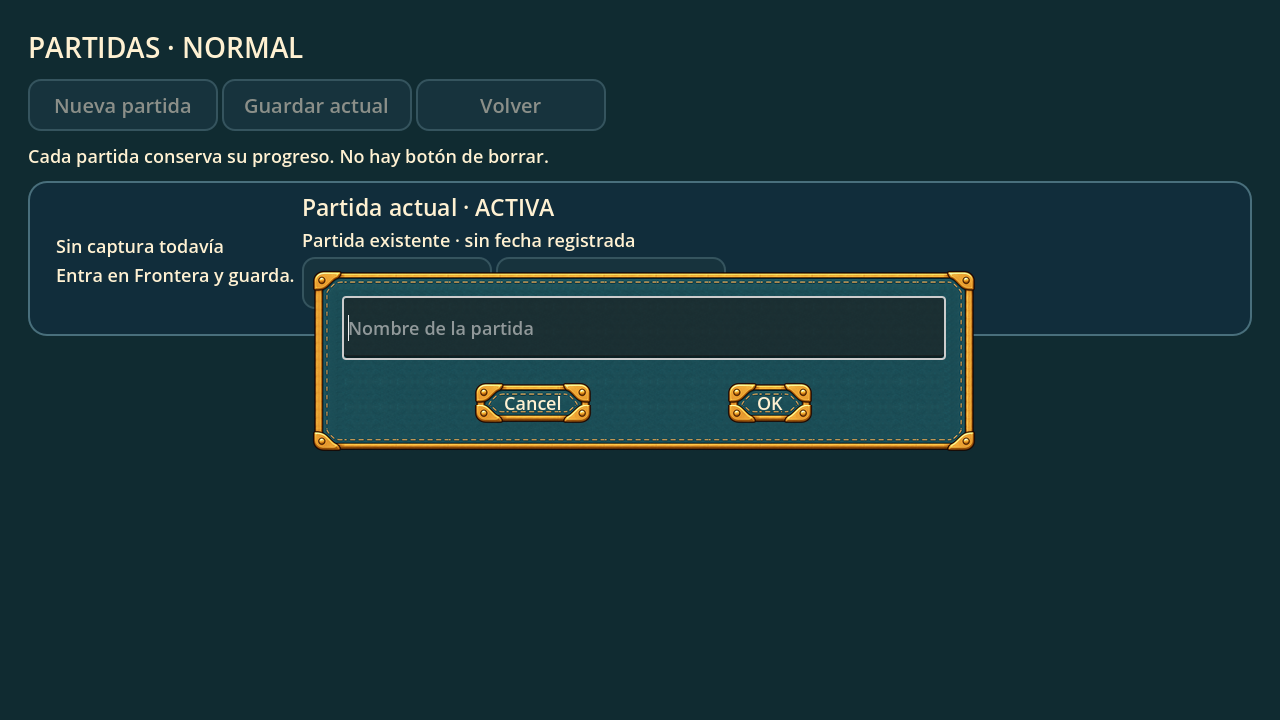 PARTIDAS · NORMAL
Nueva partida
Guardar actual
Volver
Cada partida conserva su progreso. No hay botón de borrar.
Partida actual · ACTIVA
Partida existente · sin fecha registrada
Sin captura todavía
Entra en Frontera y guarda.
Nombre de la partida
Cancel
OK